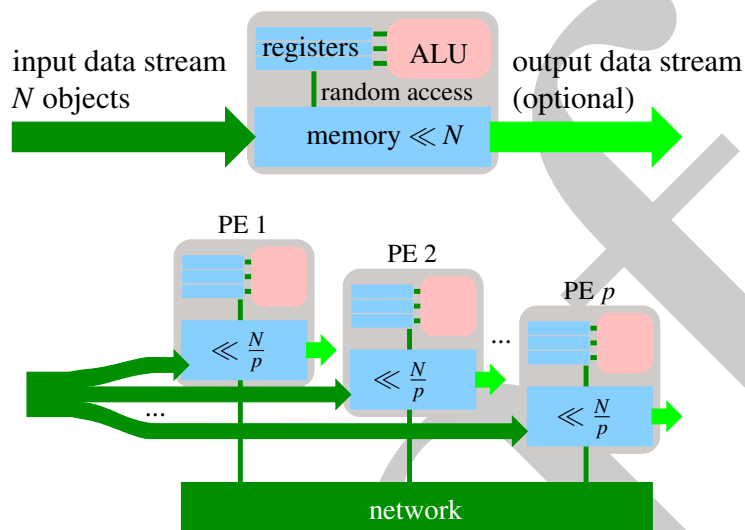 registers
ALU
input data stream
N objects
random access
output data stream
(optional)
memory ≪ N
PE 1
PE 2
PE p
≪ N/p
≪ N/p
≪ N/p
...
...
network